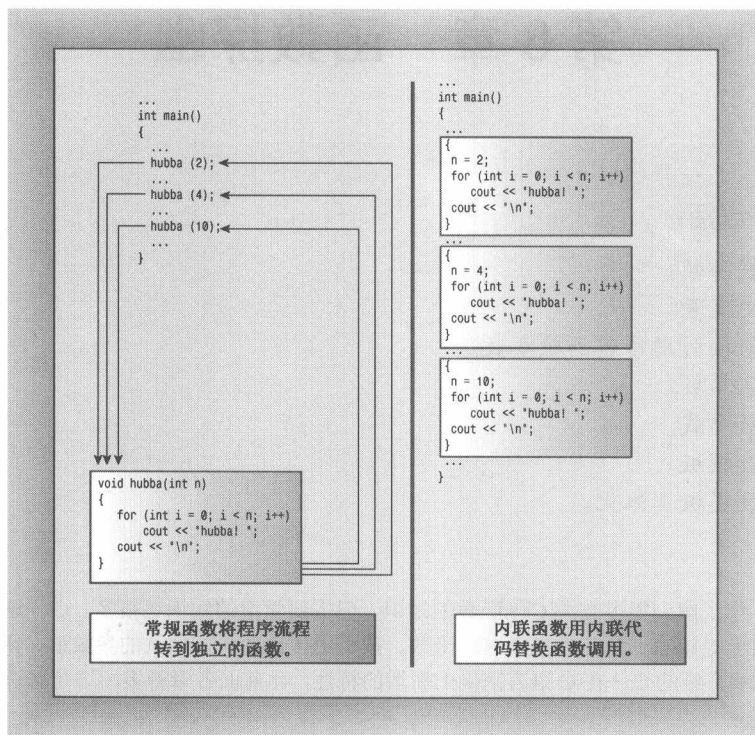 ...
int main()
{
...
hubba (2);
...
hubba (4);
...
hubba (10);
...
}
void hubba(int n)
{
for (int i = 0; i < n; i++)
cout << "hubba! ";
cout << "\n";
}
常规函数将程序流程
转到独立的函数。
...
int main()
{
...
{
n = 2;
for (int i = 0; i < n; i++)
cout << "hubba! ";
cout << "\n";
}
...
{
n = 4;
for (int i = 0; i < n; i++)
cout << "hubba! ";
cout << "\n";
}
...
{
n = 10;
for (int i = 0; i < n; i++)
cout << "hubba! ";
cout << "\n";
}
...
}
内联函数用内联代
码替换函数调用。